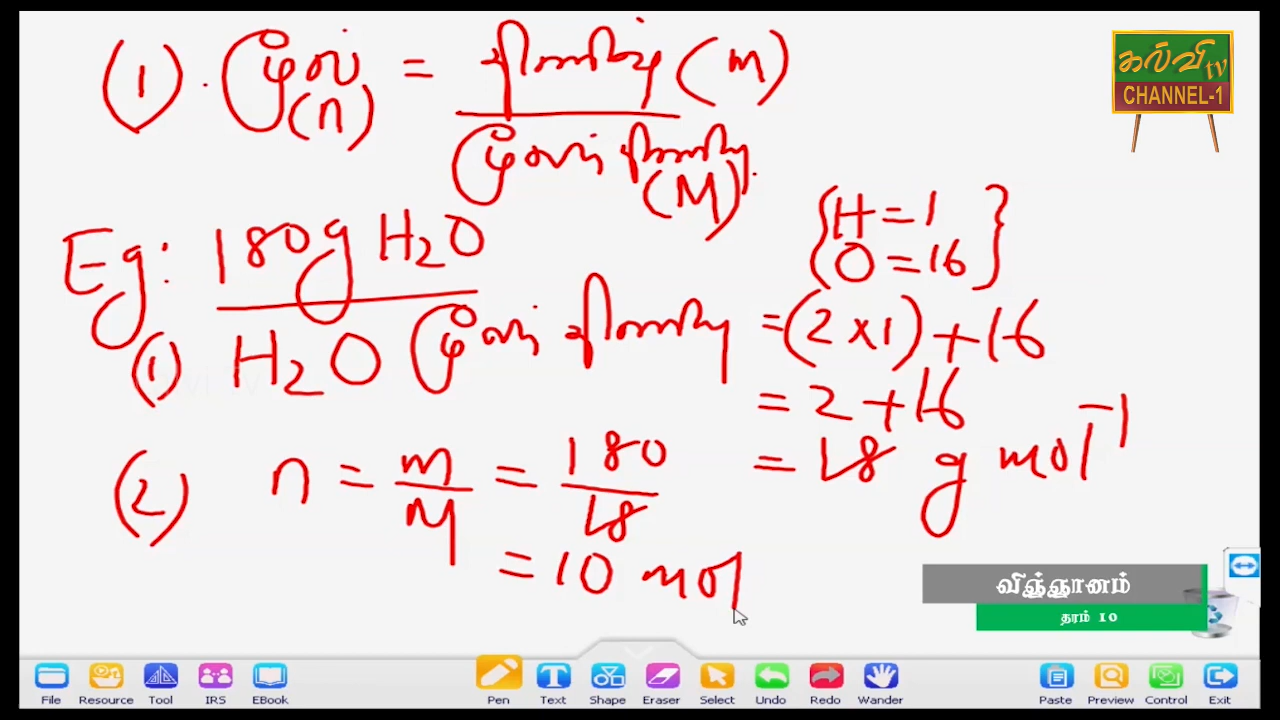 (1). மூல் = திணிவு (m)
(n) மூலர் திணிவு
(M).
கல்வி tv
CHANNEL-1
Eg: 180g H₂O
{H=1
O=16}
(1) H₂O மூலர் திணிவு =(2×1)+16
= 2+16
= 18 g mol⁻¹
(2) n = m/M = 180/18
= 10 mol
விஞ்ஞானம்
தரம் 10
File Resource Tool IRS EBook Pen Text Shape Eraser Select Undo Redo Wander Paste Preview Control Exit